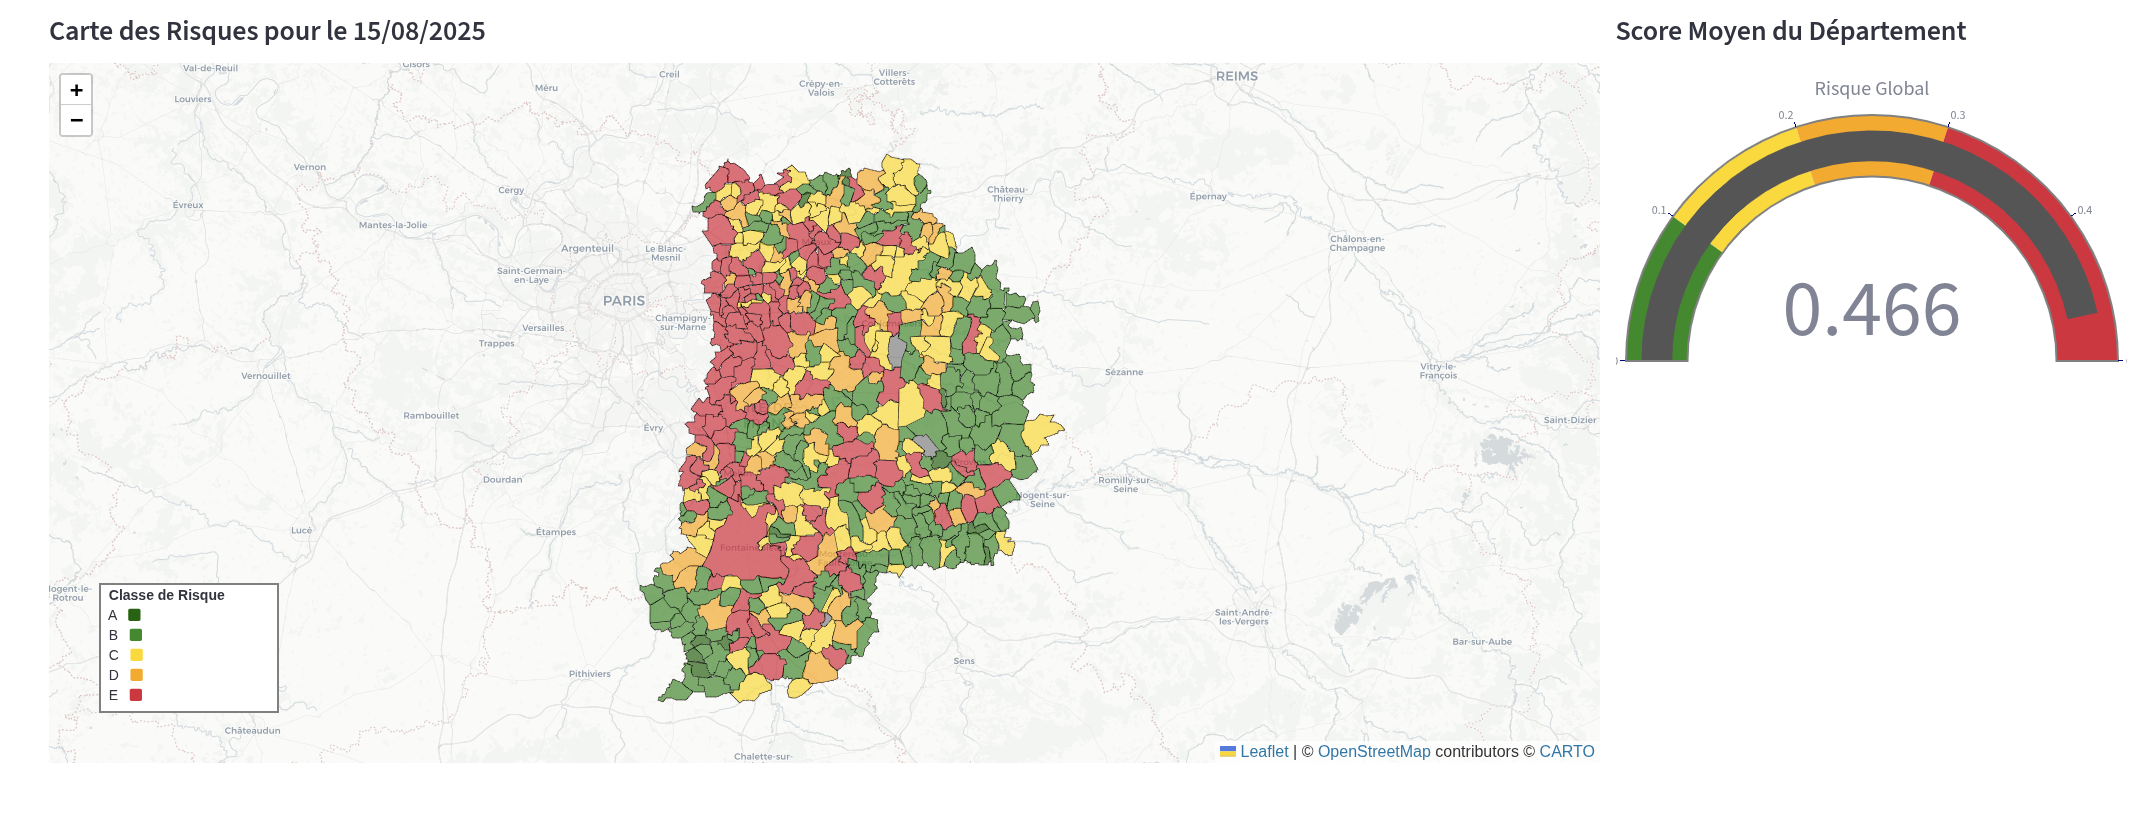 Carte des Risques pour le 15/08/2025
Score Moyen du Département
+
−
Val-de-Reuil
Gisors
Louviers
Méru
Creil
Crépy-en-
Valois
Villers-
Cotterêts
REIMS
Vernon
Cergy
Évreux
Mantes-la-Jolie
Château-
Thierry
Épernay
Argenteuil
Le Blanc-
Mesnil
Châlons-en-
Champagne
Saint-Germain-
en-Laye
PARIS
Versailles
Champigny-
sur-Marne
Trappes
Vernouillet
Sézanne
Vitry-le-
François
Rambouillet
Évry
Saint-Dizier
Dourdan
Romilly-sur-
Seine
Nogent-sur-
Seine
Lucé
Étampes
Saint-André-
les-Vergers
Bar-sur-Aube
Pithiviers
Sens
Châteaudun
Chalette-sur-
Classe de Risque
A
B
C
D
E
Leaflet | © OpenStreetMap contributors © CARTO
Risque Global
0.1
0.2
0.3
0.4
0.466